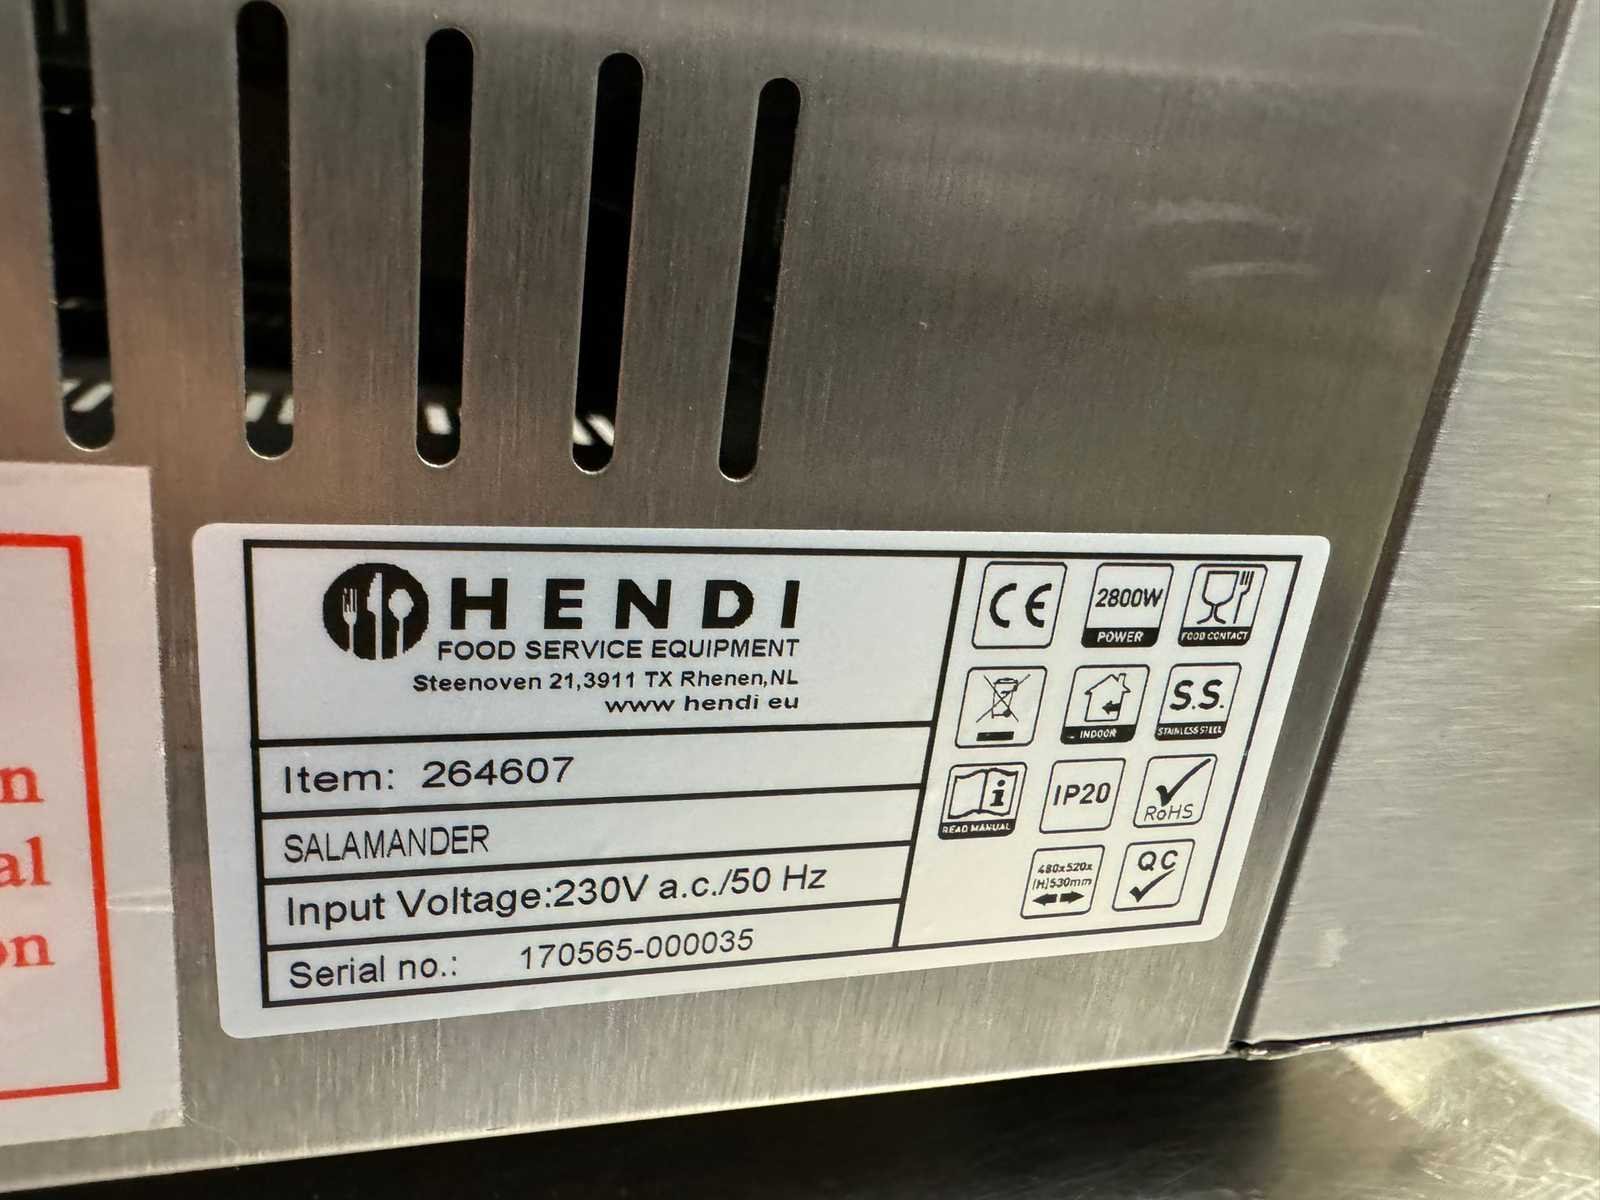 HENDI
FOOD SERVICE EQUIPMENT
Steenoven 21,3911 TX Rhenen,NL
www hendi eu
Item: 264607
SALAMANDER
Input Voltage:230V a.c./50 Hz
Serial no.: 170565-000035
CE
2800W
POWER
FOOD CONTACT
INDOOR
S.S.
STAINLESS STEEL
i
READ MANUAL
IP20
RoHS
480x520x
(H)530mm
QC
n
al
on